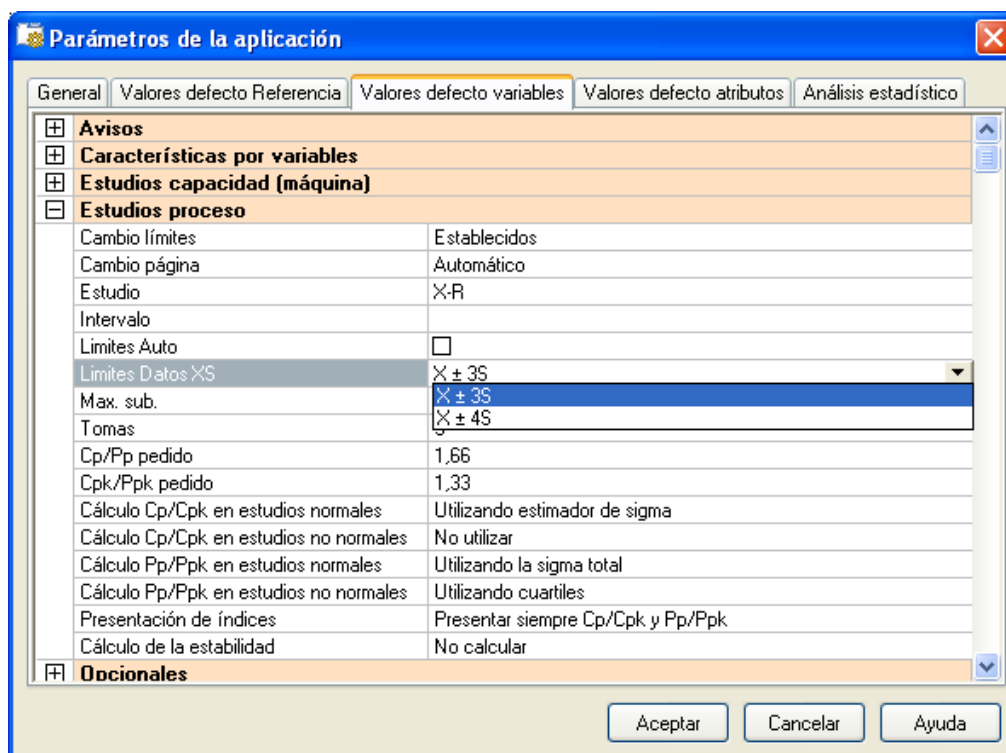 Parámetros de la aplicación
General Valores defecto Referencia Valores defecto variables Valores defecto atributos Análisis estadístico
Avisos
Características por variables
Estudios capacidad (máquina)
Estudios proceso
Cambio límites Establecidos
Cambio página Automático
Estudio X-R
Intervalo
Limites Auto
Limites Datos XS X ± 3S
X ± 3S
Max. sub.
X ± 4S
Tomas
Cp/Pp pedido 1,66
Cpk/Ppk pedido 1,33
Cálculo Cp/Cpk en estudios normales Utilizando estimador de sigma
Cálculo Cp/Cpk en estudios no normales No utilizar
Cálculo Pp/Ppk en estudios normales Utilizando la sigma total
Cálculo Pp/Ppk en estudios no normales Utilizando cuartiles
Presentación de índices Presentar siempre Cp/Cpk y Pp/Ppk
Cálculo de la estabilidad No calcular
Opcionales
Aceptar Cancelar Ayuda